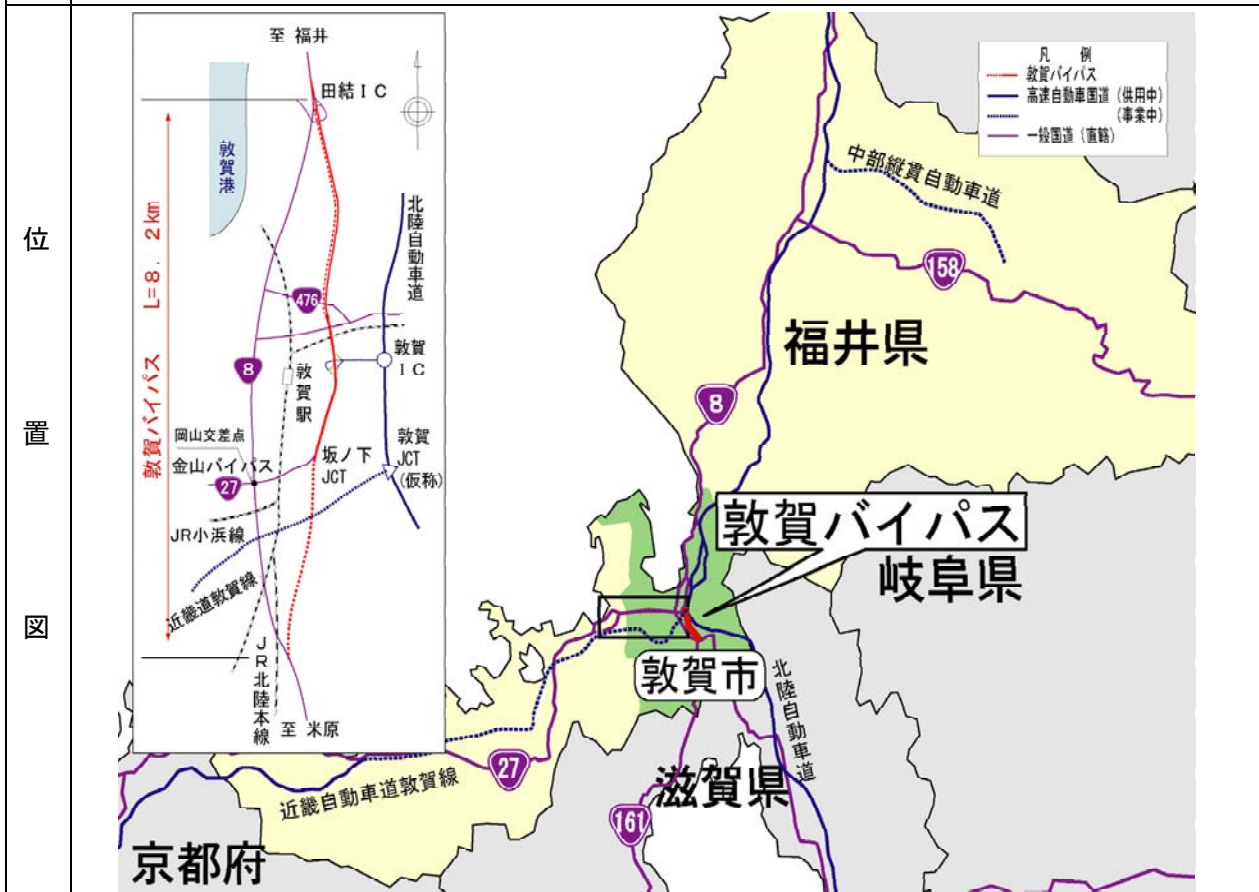 位置図
至 福井
田結IC
敦賀港
敦賀バイパス L=8.2km
北陸自動車道
476
8
敦賀IC
敦賀駅
岡山交差点
金山バイパス
27
坂ノ下JCT
敦賀JCT(仮称)
JR小浜線
近畿道敦賀線
JR北陸本線
至 米原
凡 例
敦賀バイパス
高速自動車国道(供用中)
(事業中)
一般国道(直轄)
中部縦貫自動車道
158
福井県
8
敦賀バイパス
岐阜県
敦賀市
北陸自動車道
27
近畿自動車道敦賀線
滋賀県
161
京都府